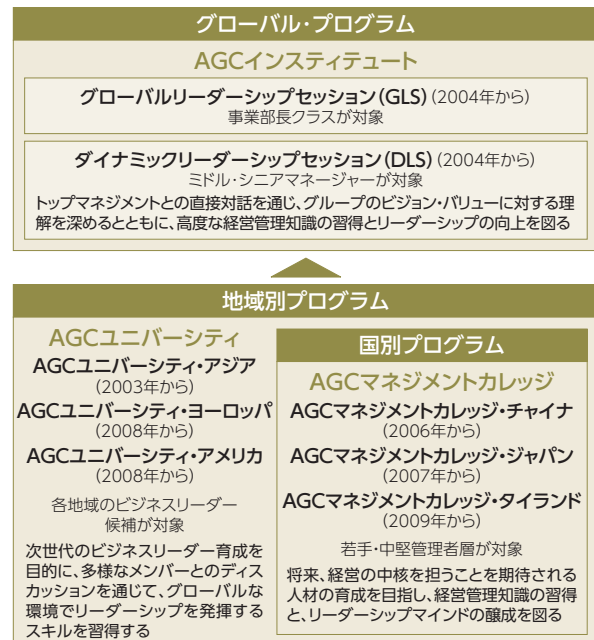 グローバル・プログラム
AGCインスティテュート
グローバルリーダーシップセッション(GLS)(2004年から)
事業部長クラスが対象
ダイナミックリーダーシップセッション(DLS)(2004年から)
ミドル・シニアマネージャーが対象
トップマネジメントとの直接対話を通じ、グループのビジョン・バリューに対する理
解を深めるとともに、高度な経営管理知識の習得とリーダーシップの向上を図る
地域別プログラム
AGCユニバーシティ
AGCユニバーシティ・アジア
(2003年から)
AGCユニバーシティ・ヨーロッパ
(2008年から)
AGCユニバーシティ・アメリカ
(2008年から)
各地域のビジネスリーダー
候補が対象
次世代のビジネスリーダー育成を
目的に、多様なメンバーとのディス
カッションを通じて、グローバルな
環境でリーダーシップを発揮する
スキルを習得する
国別プログラム
AGCマネジメントカレッジ
AGCマネジメントカレッジ・チャイナ
(2006年から)
AGCマネジメントカレッジ・ジャパン
(2007年から)
AGCマネジメントカレッジ・タイランド
(2009年から)
若手・中堅管理者層が対象
将来、経営の中核を担うことを期待される
人材の育成を目指し、経営管理知識の習得
と、リーダーシップマインドの醸成を図る